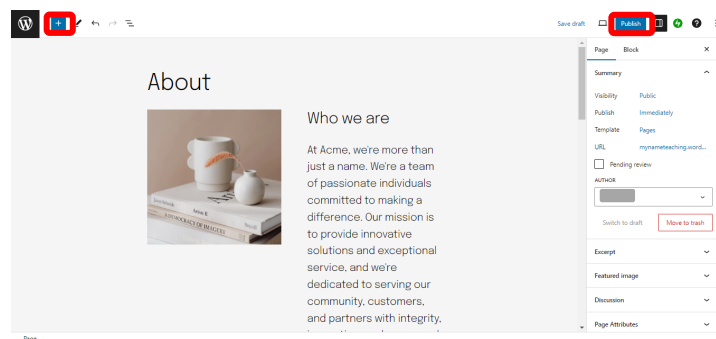 Save draft
Publish
Page
Block
Summary
Visibility
Public
Publish
Immediately
Template
Pages
URL
mynameteaching.word...
Pending review
AUTHOR
Switch to draft
Move to trash
Excerpt
Featured image
Discussion
Page Attributes
About
Who we are
At Acme, we're more than
just a name. We're a team
of passionate individuals
committed to making a
difference. Our mission is
to provide innovative
solutions and exceptional
service, and we're
dedicated to serving our
community, customers,
and partners with integrity,
Page